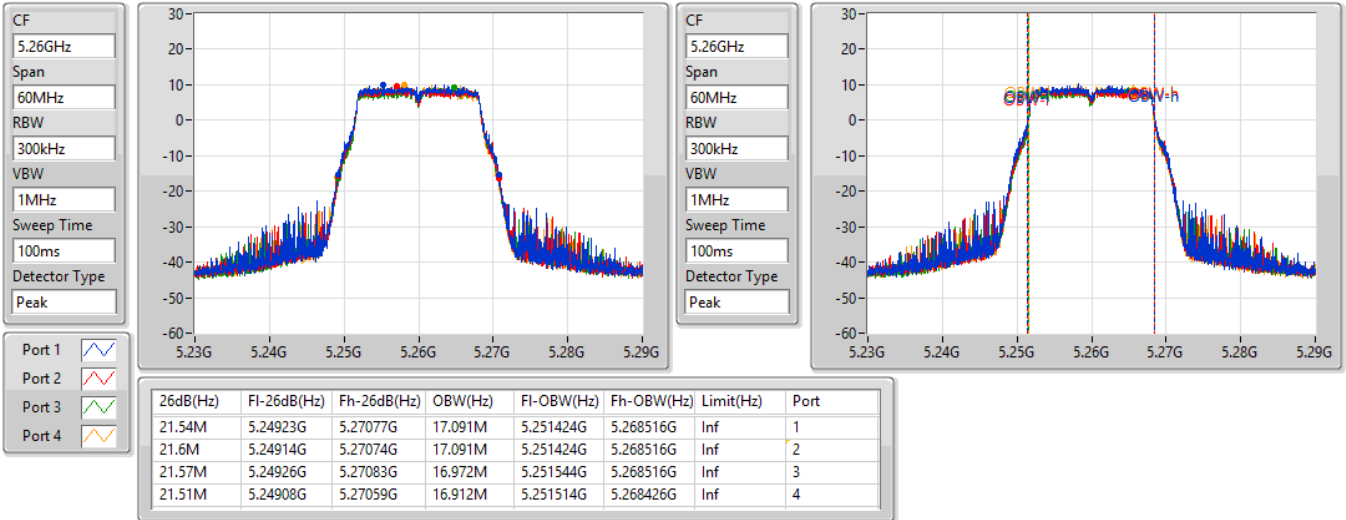 CF
5.26GHz
Span
60MHz
RBW
300kHz
VBW
1MHz
Sweep Time
100ms
Detector Type
Peak
30
20
10
0
-10
-20
-30
-40
-50
-60
5.23G 5.24G 5.25G 5.26G 5.27G 5.28G 5.29G
CF
5.26GHz
Span
60MHz
RBW
300kHz
VBW
1MHz
Sweep Time
100ms
Detector Type
Peak
30
20
10
0
-10
-20
-30
-40
-50
-60
OBW-h
5.23G 5.24G 5.25G 5.26G 5.27G 5.28G 5.29G
Port 1
Port 2
Port 3
Port 4
26dB(Hz) Fl-26dB(Hz) Fh-26dB(Hz) OBW(Hz) Fl-OBW(Hz) Fh-OBW(Hz) Limit(Hz) Port
21.54M 5.24923G 5.27077G 17.091M 5.251424G 5.268516G Inf 1
21.6M 5.24914G 5.27074G 17.091M 5.251424G 5.268516G Inf 2
21.57M 5.24926G 5.27083G 16.972M 5.251544G 5.268516G Inf 3
21.51M 5.24908G 5.27059G 16.912M 5.251514G 5.268426G Inf 4